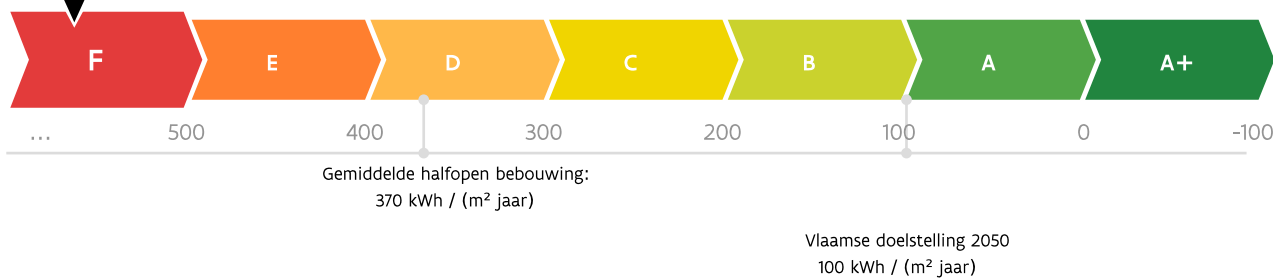 F E D C B A A+
... 500 400 300 200 100 0 -100
Gemiddelde halfopen bebouwing:
370 kWh / (m² jaar)
Vlaamse doelstelling 2050
100 kWh / (m² jaar)